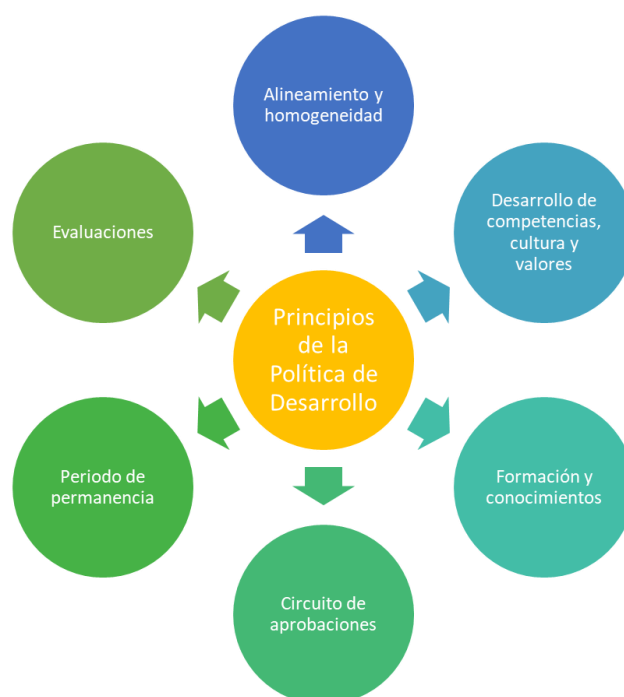 Alineamiento y
homogeneidad
Desarrollo de
competencias,
cultura y
valores
Formación y
conocimientos
Circuito de
aprobaciones
Periodo de
permanencia
Evaluaciones
Principios
de la
Política de
Desarrollo